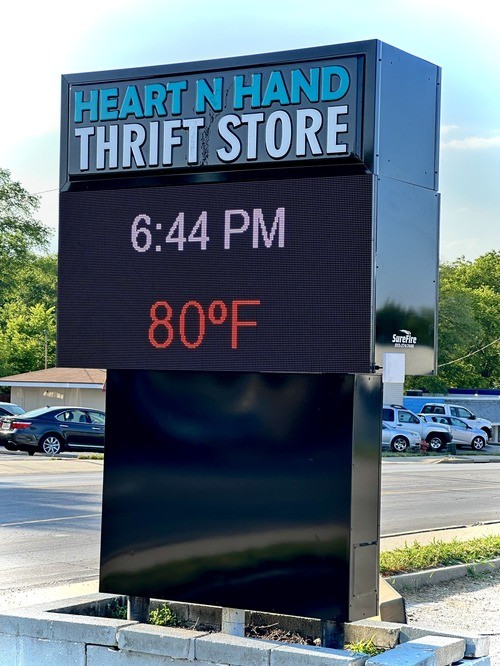 HEART N HAND
THRIFT STORE
6:44 PM
80°F
SureFire